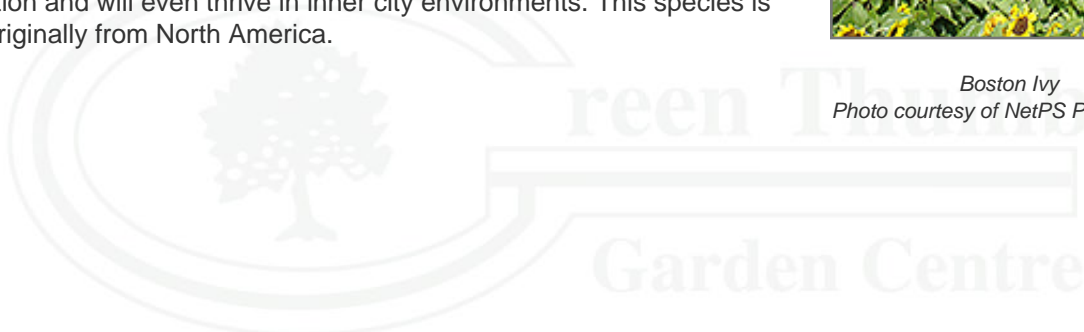 tion and will even thrive in inner city environments. This species is
riginally from North America.
Boston Ivy
Photo courtesy of NetPS P
reen Thumb
Garden Centre